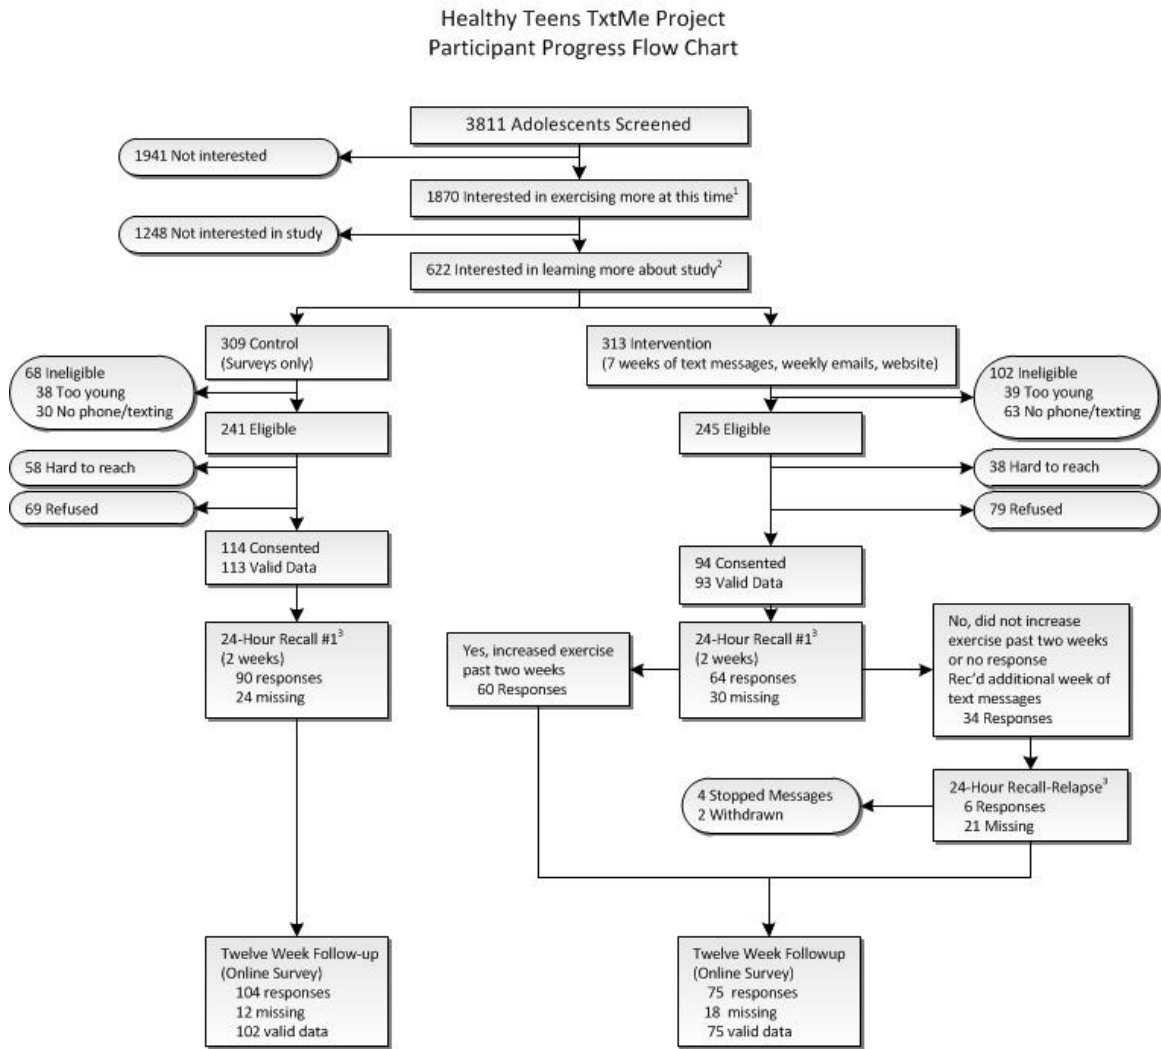 Healthy Teens TxtMe Project
Participant Progress Flow Chart
3811 Adolescents Screened
1941 Not interested
1870 Interested in exercising more at this time¹
1248 Not interested in study
622 Interested in learning more about study²
309 Control
(Surveys only)
313 Intervention
(7 weeks of text messages, weekly emails, website)
68 Ineligible
38 Too young
30 No phone/texting
102 Ineligible
39 Too young
63 No phone/texting
241 Eligible
245 Eligible
58 Hard to reach
38 Hard to reach
69 Refused
79 Refused
114 Consented
113 Valid Data
94 Consented
93 Valid Data
24-Hour Recall #1³
(2 weeks)
90 responses
24 missing
Yes, increased exercise
past two weeks
60 Responses
24-Hour Recall #1³
(2 weeks)
64 responses
30 missing
No, did not increase
exercise past two weeks
or no response
Rec'd additional week of
text messages
34 Responses
4 Stopped Messages
2 Withdrawn
24-Hour Recall-Relapse³
6 Responses
21 Missing
Twelve Week Follow-up
(Online Survey)
104 responses
12 missing
102 valid data
Twelve Week Followup
(Online Survey)
75 responses
18 missing
75 valid data